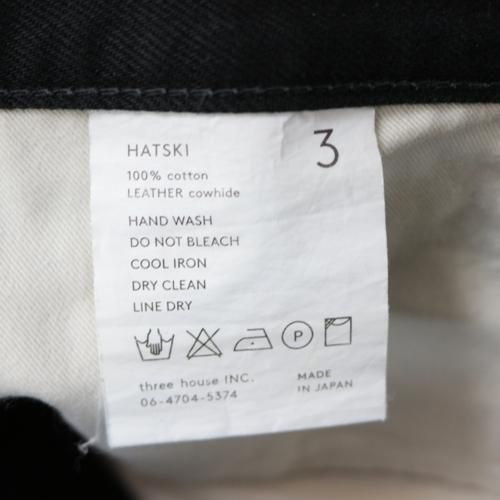 HATSKI
3
100% cotton
LEATHER cowhide
HAND WASH
DO NOT BLEACH
COOL IRON
DRY CLEAN
LINE DRY
P
three house INC.
06-4704-5374
MADE
IN JAPAN